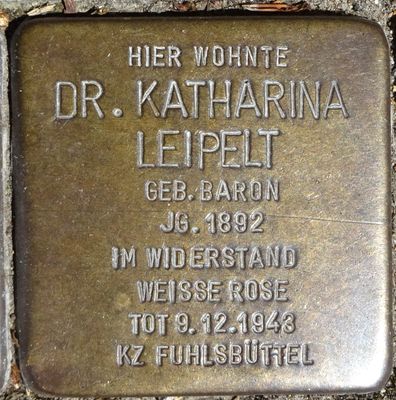 HIER WOHNTE
DR. KATHARINA
LEIPELT
GEB. BARON
JG. 1892
IM WIDERSTAND
WEISSE ROSE
TOT 9.12.1943
KZ FUHLSBÜTTEL